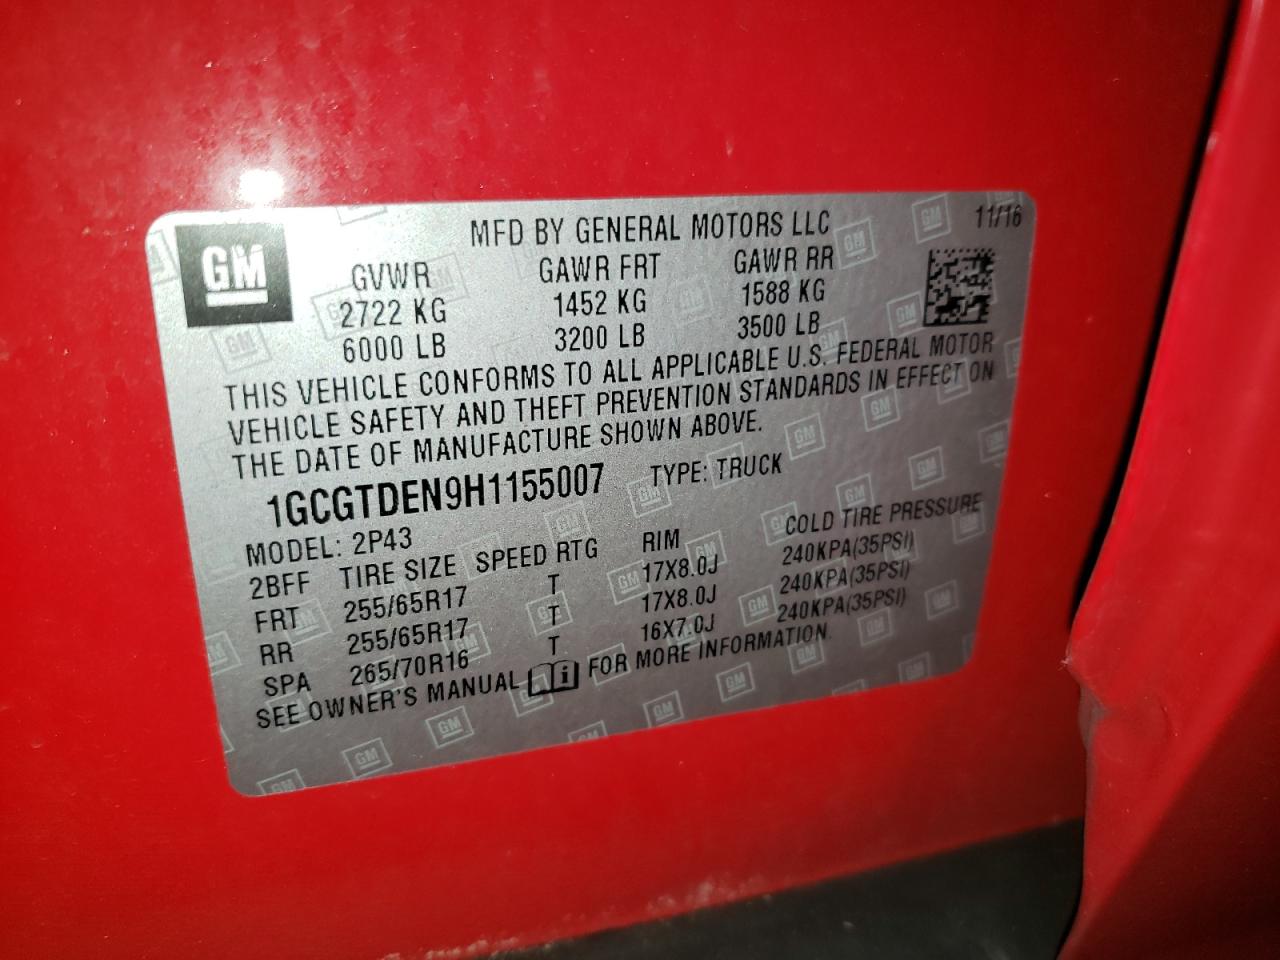 GM
MFD BY GENERAL MOTORS LLC
11/16
GVWR GAWR FRT GAWR RR
2722 KG 1452 KG 1588 KG
6000 LB 3200 LB 3500 LB
THIS VEHICLE CONFORMS TO ALL APPLICABLE U.S. FEDERAL MOTOR
VEHICLE SAFETY AND THEFT PREVENTION STANDARDS IN EFFECT ON
THE DATE OF MANUFACTURE SHOWN ABOVE.
1GCGTDEN9H1155007 TYPE: TRUCK
MODEL: 2P43
2BFF TIRE SIZE SPEED RTG RIM COLD TIRE PRESSURE
FRT 255/65R17 T 17X8.0J 240KPA(35PSI)
RR 255/65R17 T 17X8.0J 240KPA(35PSI)
SPA 265/70R16 T 16X7.0J 240KPA(35PSI)
SEE OWNER'S MANUAL i FOR MORE INFORMATION.